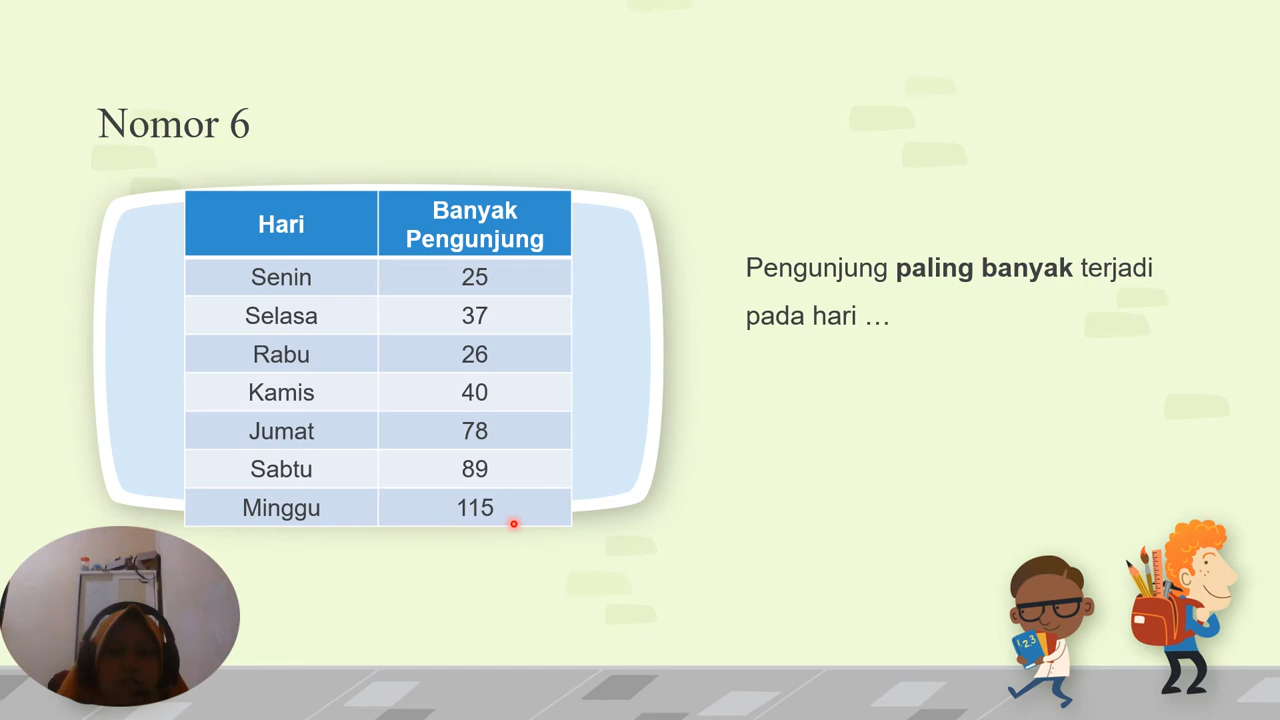 Nomor 6
Hari Banyak Pengunjung
Senin 25
Selasa 37
Rabu 26
Kamis 40
Jumat 78
Sabtu 89
Minggu 115
Pengunjung paling banyak terjadi
pada hari …
123